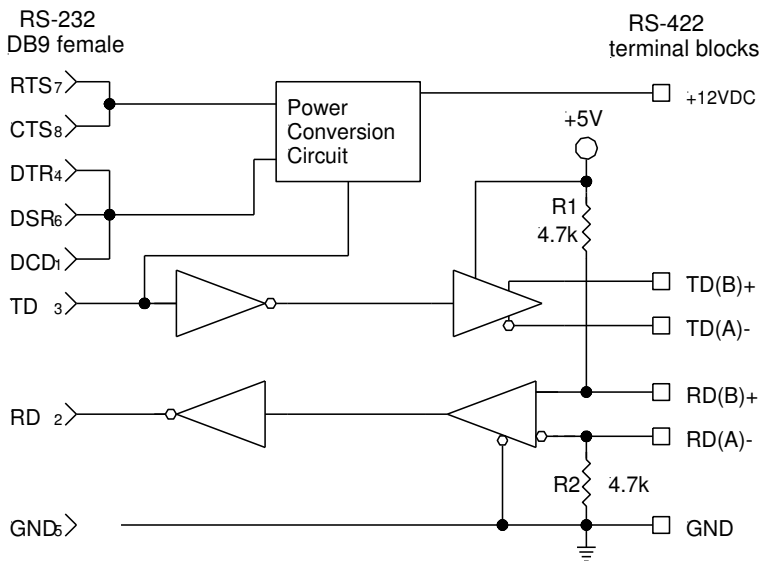 RS-232
DB9 female
RS-422
terminal blocks
RTS7
CTS8
DTR4
DSR6
DCD1
TD 3
RD 2
GND5
Power
Conversion
Circuit
+12VDC
+5V
R1
4.7k
TD(B)+
TD(A)-
RD(B)+
RD(A)-
R2 4.7k
GND